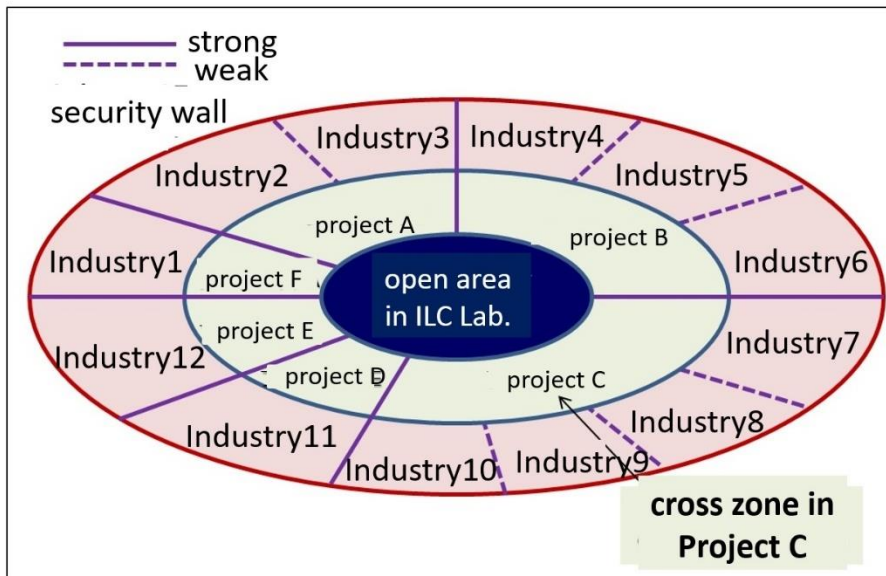 strong
weak
security wall
Industry3
Industry4
Industry2
Industry5
project A
project B
Industry1
project F
open area
in ILC Lab.
Industry6
project E
Industry12
Industry7
project D
project C
Industry8
Industry11
Industry10
Industry9
cross zone in
Project C